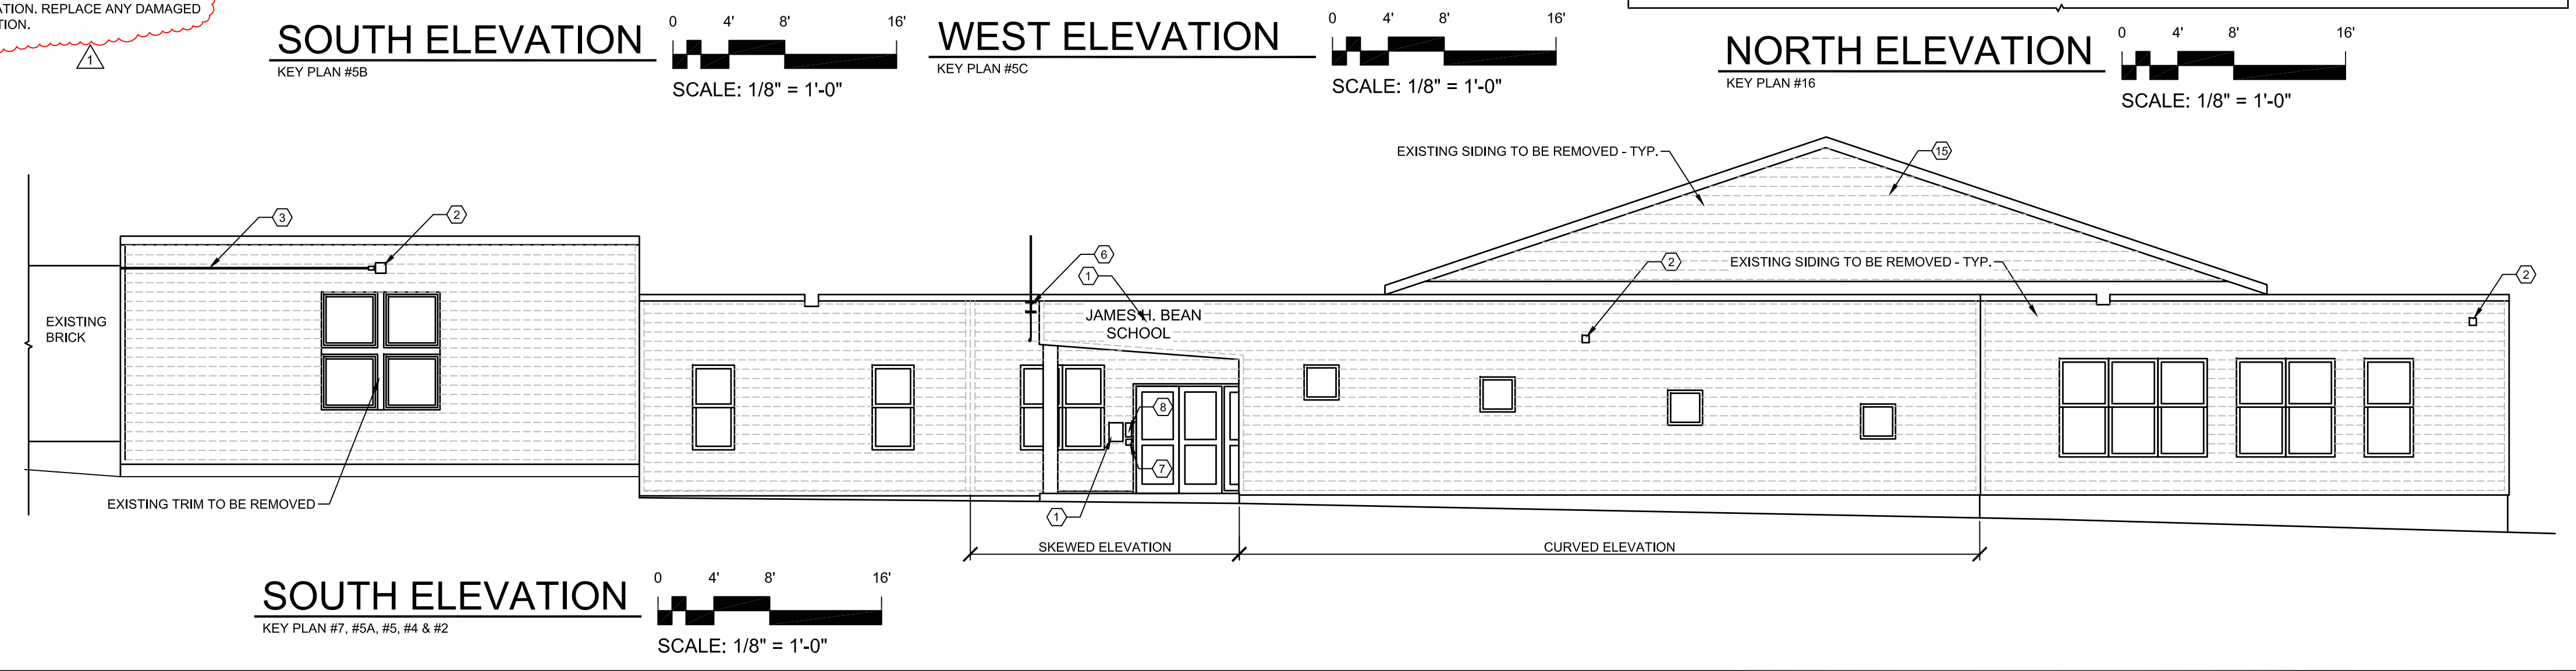 ATION. REPLACE ANY DAMAGED
TION.
1
SOUTH ELEVATION
KEY PLAN #5B
0 4' 8' 16'
SCALE: 1/8" = 1'-0"
WEST ELEVATION
KEY PLAN #5C
0 4' 8' 16'
SCALE: 1/8" = 1'-0"
NORTH ELEVATION
KEY PLAN #16
0 4' 8' 16'
SCALE: 1/8" = 1'-0"
EXISTING SIDING TO BE REMOVED - TYP.
15
3
2
6
1
2
EXISTING SIDING TO BE REMOVED - TYP.
2
EXISTING
BRICK
JAMES H. BEAN
SCHOOL
8
7
EXISTING TRIM TO BE REMOVED
1
SKEWED ELEVATION
CURVED ELEVATION
SOUTH ELEVATION
KEY PLAN #7, #5A, #5, #4 & #2
0 4' 8' 16'
SCALE: 1/8" = 1'-0"